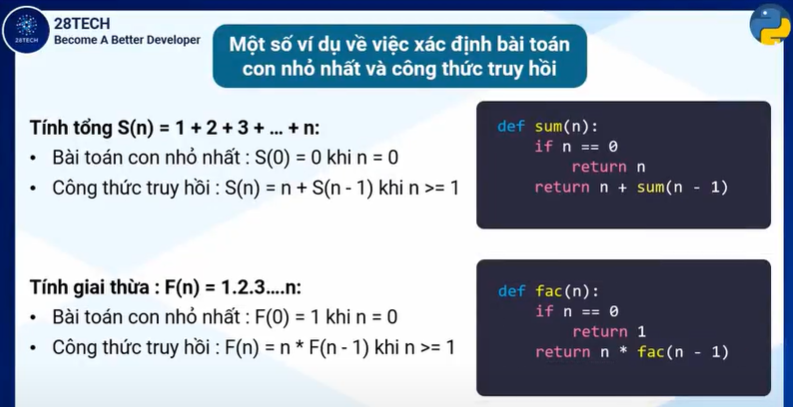 28TECH
Become A Better Developer
28TECH
Một số ví dụ về việc xác định bài toán
con nhỏ nhất và công thức truy hồi
Tính tổng S(n) = 1 + 2 + 3 + ... + n:
• Bài toán con nhỏ nhất : S(0) = 0 khi n = 0
• Công thức truy hồi : S(n) = n + S(n - 1) khi n >= 1
def sum(n):
    if n == 0
        return n
    return n + sum(n - 1)
Tính giai thừa : F(n) = 1.2.3....n:
• Bài toán con nhỏ nhất : F(0) = 1 khi n = 0
• Công thức truy hồi : F(n) = n * F(n - 1) khi n >= 1
def fac(n):
    if n == 0
        return 1
    return n * fac(n - 1)